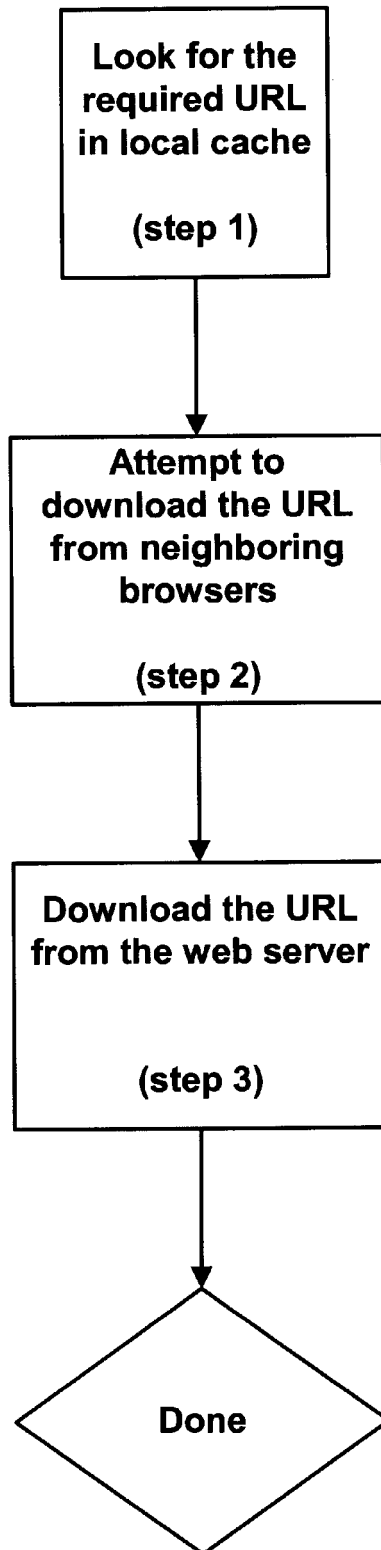 Look for the
required URL
in local cache
(step 1)
Attempt to
download the URL
from neighboring
browsers
(step 2)
Download the URL
from the web server
(step 3)
Done